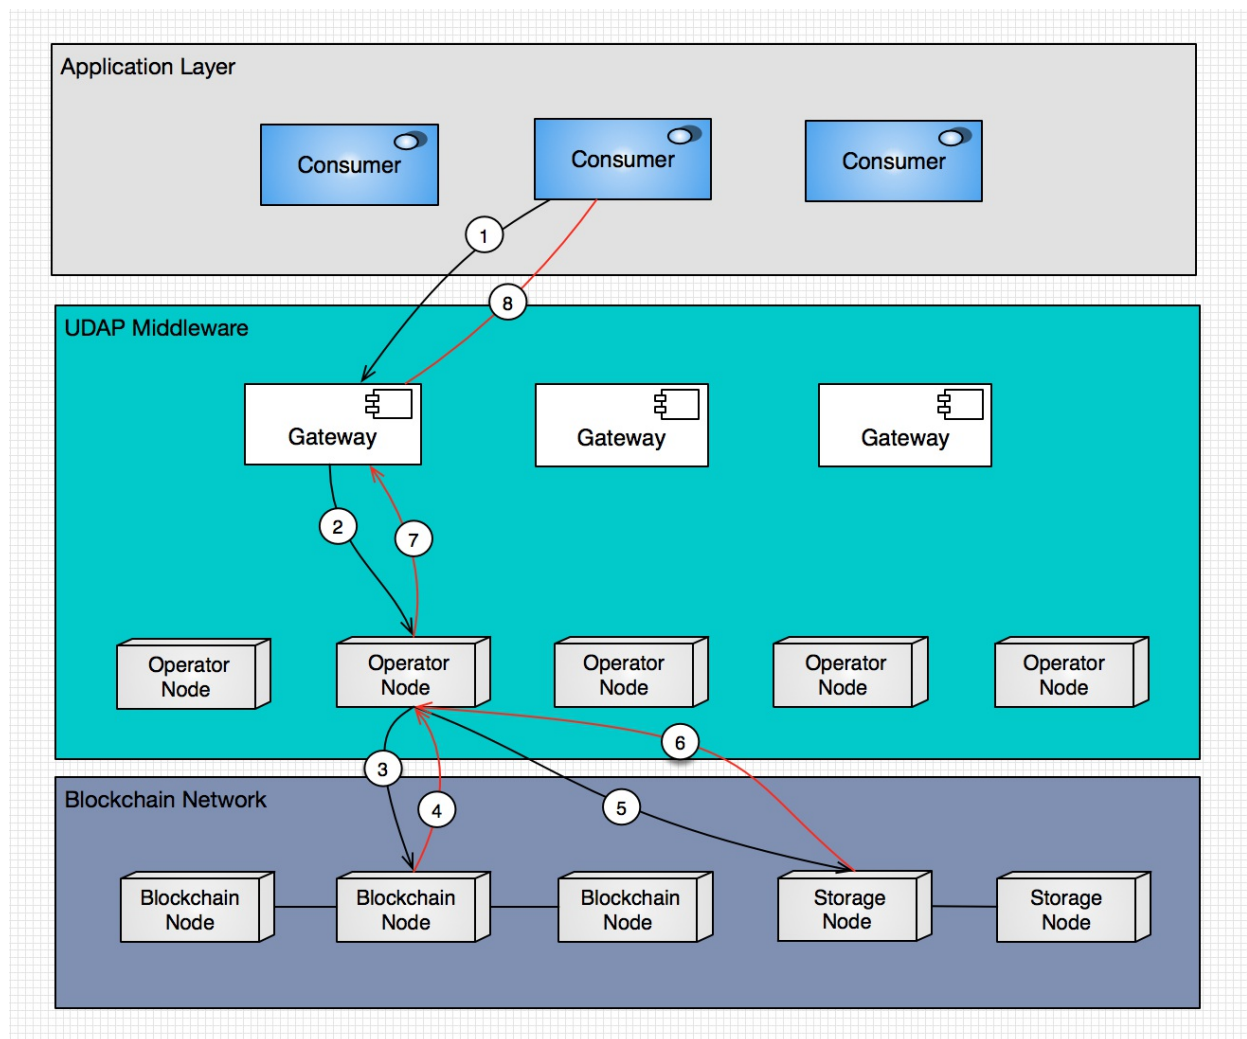 Application Layer
Consumer
Consumer
Consumer
1
8
UDAP Middleware
Gateway
Gateway
Gateway
2
7
Operator
Node
Operator
Node
Operator
Node
Operator
Node
Operator
Node
6
3
4
5
Blockchain Network
Blockchain
Node
Blockchain
Node
Blockchain
Node
Storage
Node
Storage
Node